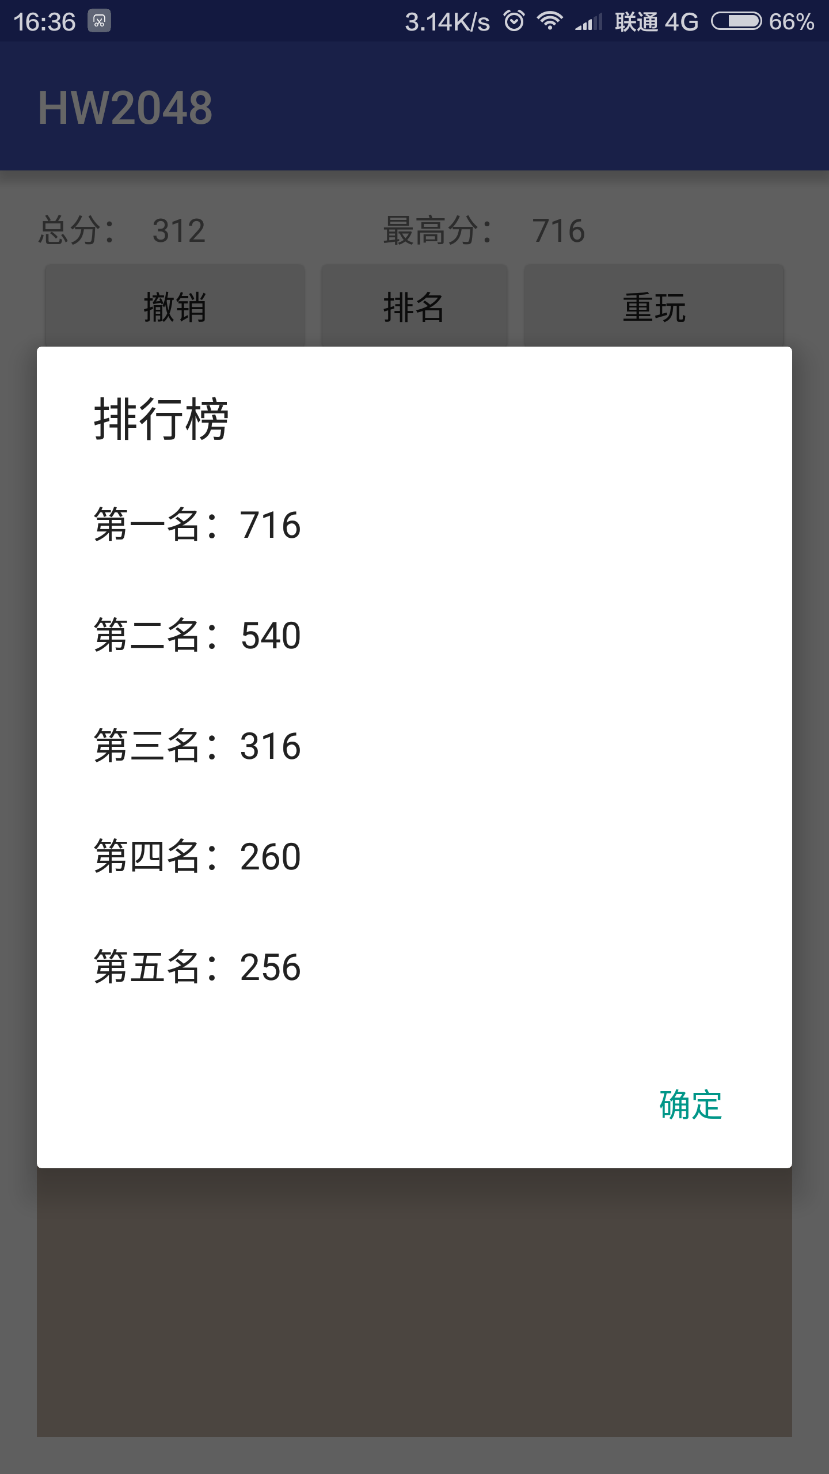 16:36 3.14K/s 联通 4G 66%
HW2048
总分： 312 最高分： 716
撤销 排名 重玩
排行榜
第一名：716
第二名：540
第三名：316
第四名：260
第五名：256
确定